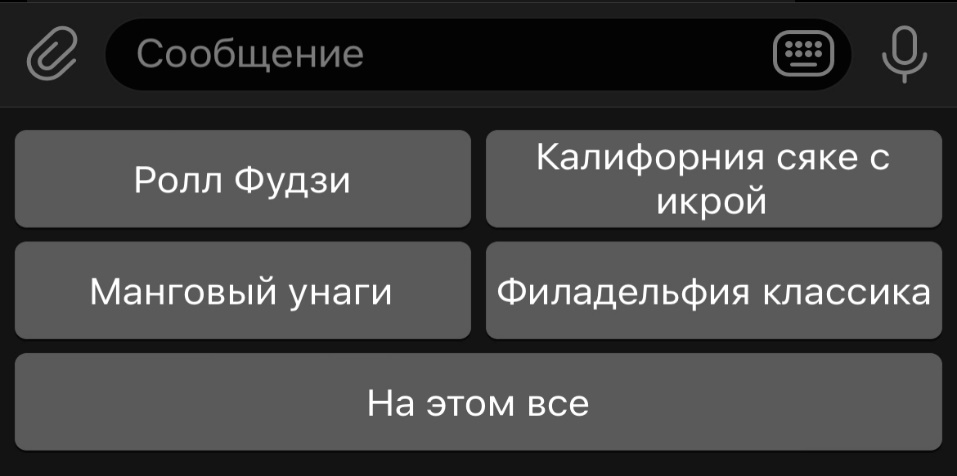 Сообщение
Ролл Фудзи
Калифорния сяке с
икрой
Манговый унаги
Филадельфия классика
На этом все